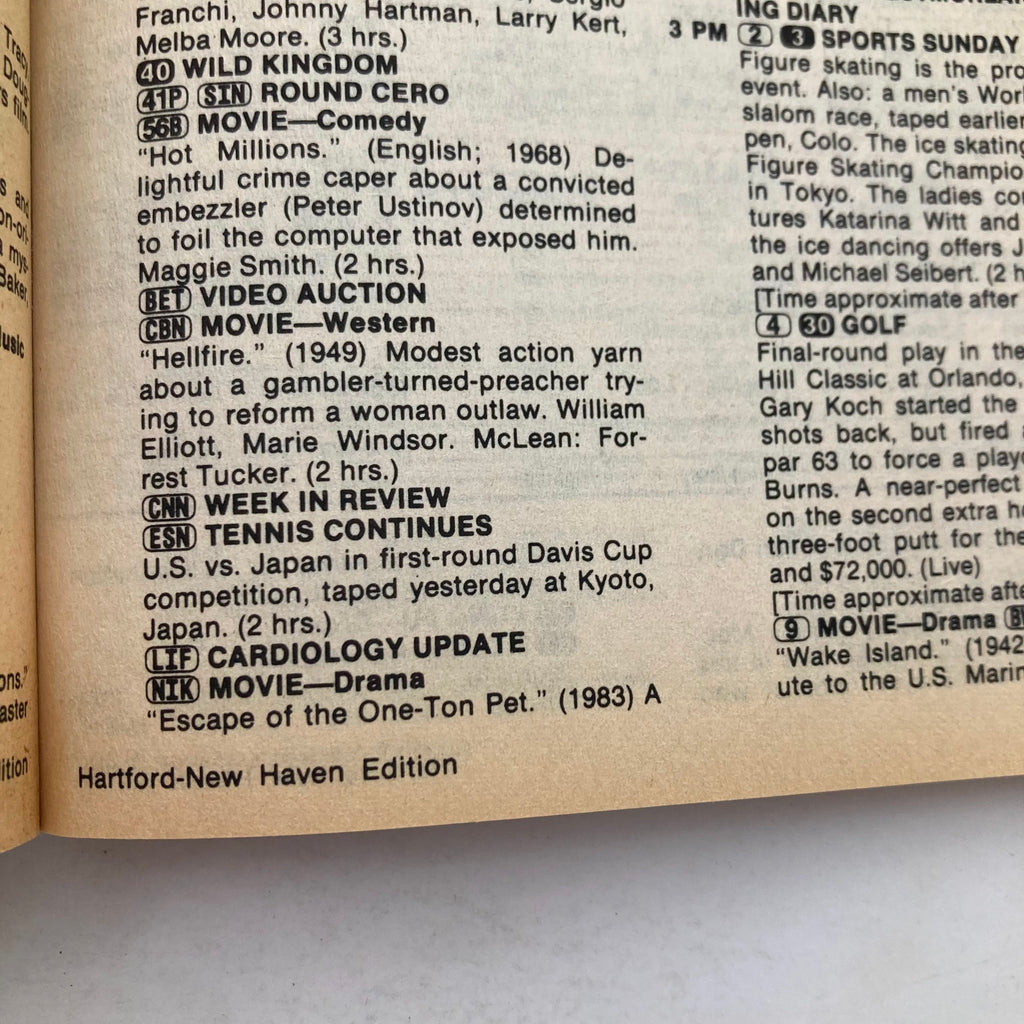 Franchi, Johnny Hartman, Larry Kert,
Melba Moore. (3 hrs.)
40 WILD KINGDOM
41P SIN ROUND CERO
56B MOVIE—Comedy
“Hot Millions.” (English; 1968) De-
lightful crime caper about a convicted
embezzler (Peter Ustinov) determined
to foil the computer that exposed him.
Maggie Smith. (2 hrs.)
BET VIDEO AUCTION
CBN MOVIE—Western
“Hellfire.” (1949) Modest action yarn
about a gambler-turned-preacher try-
ing to reform a woman outlaw. William
Elliott, Marie Windsor. McLean: For-
rest Tucker. (2 hrs.)
CNN WEEK IN REVIEW
ESN TENNIS CONTINUES
U.S. vs. Japan in first-round Davis Cup
competition, taped yesterday at Kyoto,
Japan. (2 hrs.)
LIF CARDIOLOGY UPDATE
NIK MOVIE—Drama
“Escape of the One-Ton Pet.” (1983) A
Hartford-New Haven Edition
ING DIARY
3 PM 2 3 SPORTS SUNDAY
Figure skating is the pro
event. Also: a men's Wor
slalom race, taped earlier
pen, Colo. The ice skating
Figure Skating Champio
in Tokyo. The ladies co
tures Katarina Witt and
the ice dancing offers J
and Michael Seibert. (2 h
[Time approximate after
4 30 GOLF
Final-round play in the
Hill Classic at Orlando,
Gary Koch started the
shots back, but fired
par 63 to force a play
Burns. A near-perfect
on the second extra h
three-foot putt for the
and $72,000. (Live)
[Time approximate afte
9 MOVIE—Drama
“Wake Island.” (1942
ute to the U.S. Marin